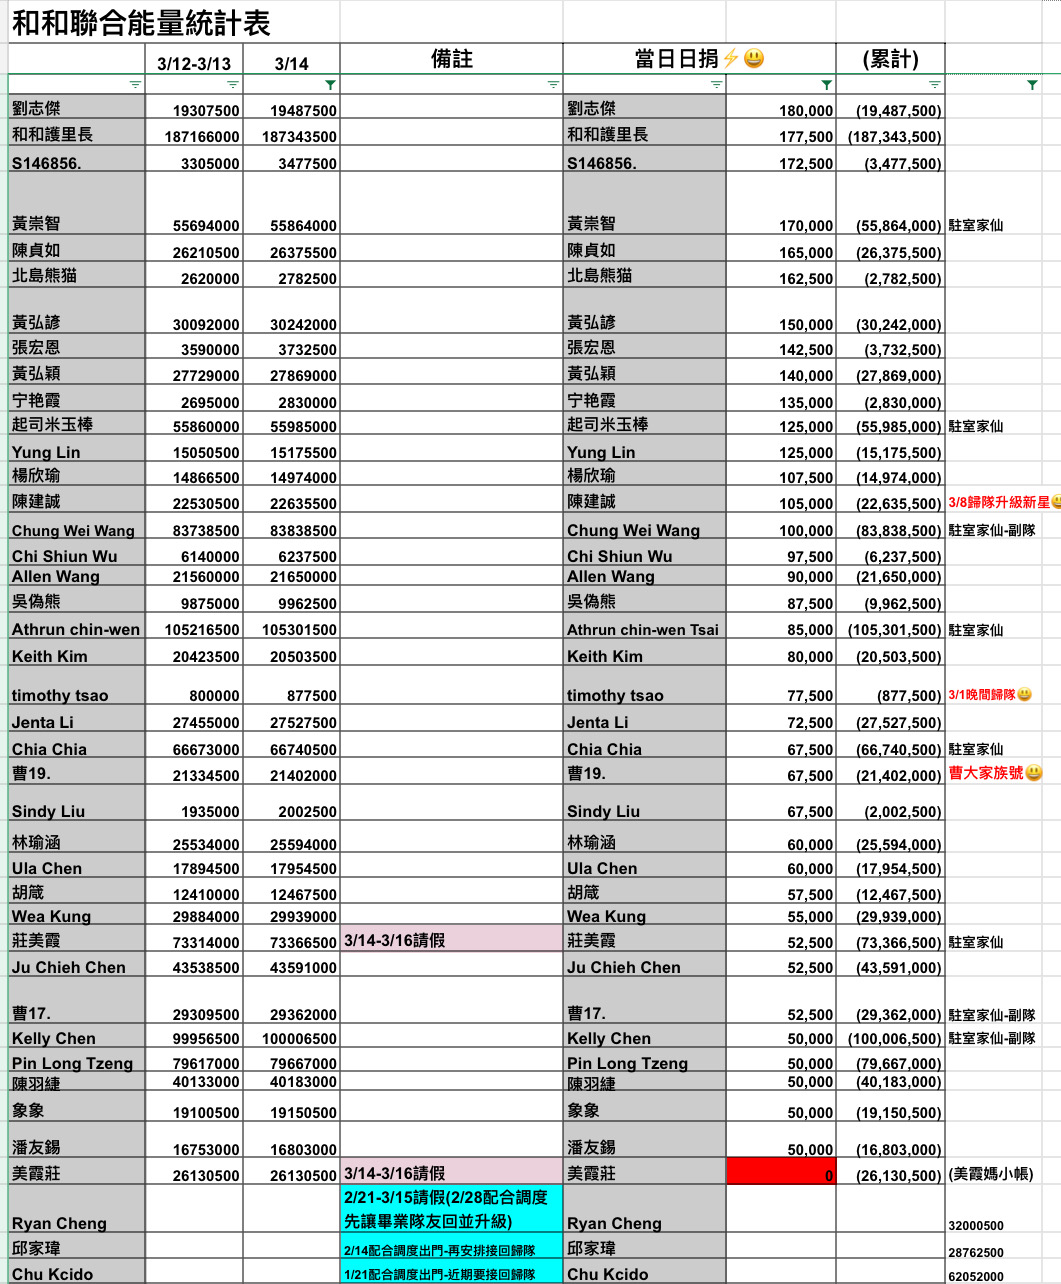 和和聯合能量統計表
3/12-3/13 3/14 備註 當日日捐⚡😃 (累計)
劉志傑 19307500 19487500 劉志傑 180,000 (19,487,500)
和和護里長 187166000 187343500 和和護里長 177,500 (187,343,500)
S146856. 3305000 3477500 S146856. 172,500 (3,477,500)
黃崇智 55694000 55864000 黃崇智 170,000 (55,864,000) 駐室家仙
陳貞如 26210500 26375500 陳貞如 165,000 (26,375,500)
北島熊猫 2620000 2782500 北島熊猫 162,500 (2,782,500)
黃弘諺 30092000 30242000 黃弘諺 150,000 (30,242,000)
張宏恩 3590000 3732500 張宏恩 142,500 (3,732,500)
黃弘穎 27729000 27869000 黃弘穎 140,000 (27,869,000)
宁艳霞 2695000 2830000 宁艳霞 135,000 (2,830,000)
起司米玉棒 55860000 55985000 起司米玉棒 125,000 (55,985,000) 駐室家仙
Yung Lin 15050500 15175500 Yung Lin 125,000 (15,175,500)
楊欣瑜 14866500 14974000 楊欣瑜 107,500 (14,974,000)
陳建誠 22530500 22635500 陳建誠 105,000 (22,635,500) 3/8歸隊升級新星😃
Chung Wei Wang 83738500 83838500 Chung Wei Wang 100,000 (83,838,500) 駐室家仙-副隊
Chi Shiun Wu 6140000 6237500 Chi Shiun Wu 97,500 (6,237,500)
Allen Wang 21560000 21650000 Allen Wang 90,000 (21,650,000)
吳偽熊 9875000 9962500 吳偽熊 87,500 (9,962,500)
Athrun chin-wen 105216500 105301500 Athrun chin-wen Tsai 85,000 (105,301,500) 駐室家仙
Keith Kim 20423500 20503500 Keith Kim 80,000 (20,503,500)
timothy tsao 800000 877500 timothy tsao 77,500 (877,500) 3/1晚間歸隊😃
Jenta Li 27455000 27527500 Jenta Li 72,500 (27,527,500)
Chia Chia 66673000 66740500 Chia Chia 67,500 (66,740,500) 駐室家仙
曹19. 21334500 21402000 曹19. 67,500 (21,402,000) 曹大家族號😃
Sindy Liu 1935000 2002500 Sindy Liu 67,500 (2,002,500)
林瑜涵 25534000 25594000 林瑜涵 60,000 (25,594,000)
Ula Chen 17894500 17954500 Ula Chen 60,000 (17,954,500)
胡箴 12410000 12467500 胡箴 57,500 (12,467,500)
Wea Kung 29884000 29939000 Wea Kung 55,000 (29,939,000)
莊美霞 73314000 73366500 3/14-3/16請假 莊美霞 52,500 (73,366,500) 駐室家仙
Ju Chieh Chen 43538500 43591000 Ju Chieh Chen 52,500 (43,591,000)
曹17. 29309500 29362000 曹17. 52,500 (29,362,000) 駐室家仙-副隊
Kelly Chen 99956500 100006500 Kelly Chen 50,000 (100,006,500) 駐室家仙-副隊
Pin Long Tzeng 79617000 79667000 Pin Long Tzeng 50,000 (79,667,000)
陳羽緁 40133000 40183000 陳羽緁 50,000 (40,183,000)
象象 19100500 19150500 象象 50,000 (19,150,500)
潘友錫 16753000 16803000 潘友錫 50,000 (16,803,000)
美霞莊 26130500 26130500 3/14-3/16請假 美霞莊 0 (26,130,500) (美霞媽小帳)
2/21-3/15請假(2/28配合調度
先讓畢業隊友回並升級)
Ryan Cheng Ryan Cheng 32000500
邱家瑋 2/14配合調度出門-再安排接回歸隊 邱家瑋 28762500
Chu Kcido 1/21配合調度出門-近期要接回歸隊 Chu Kcido 62052000